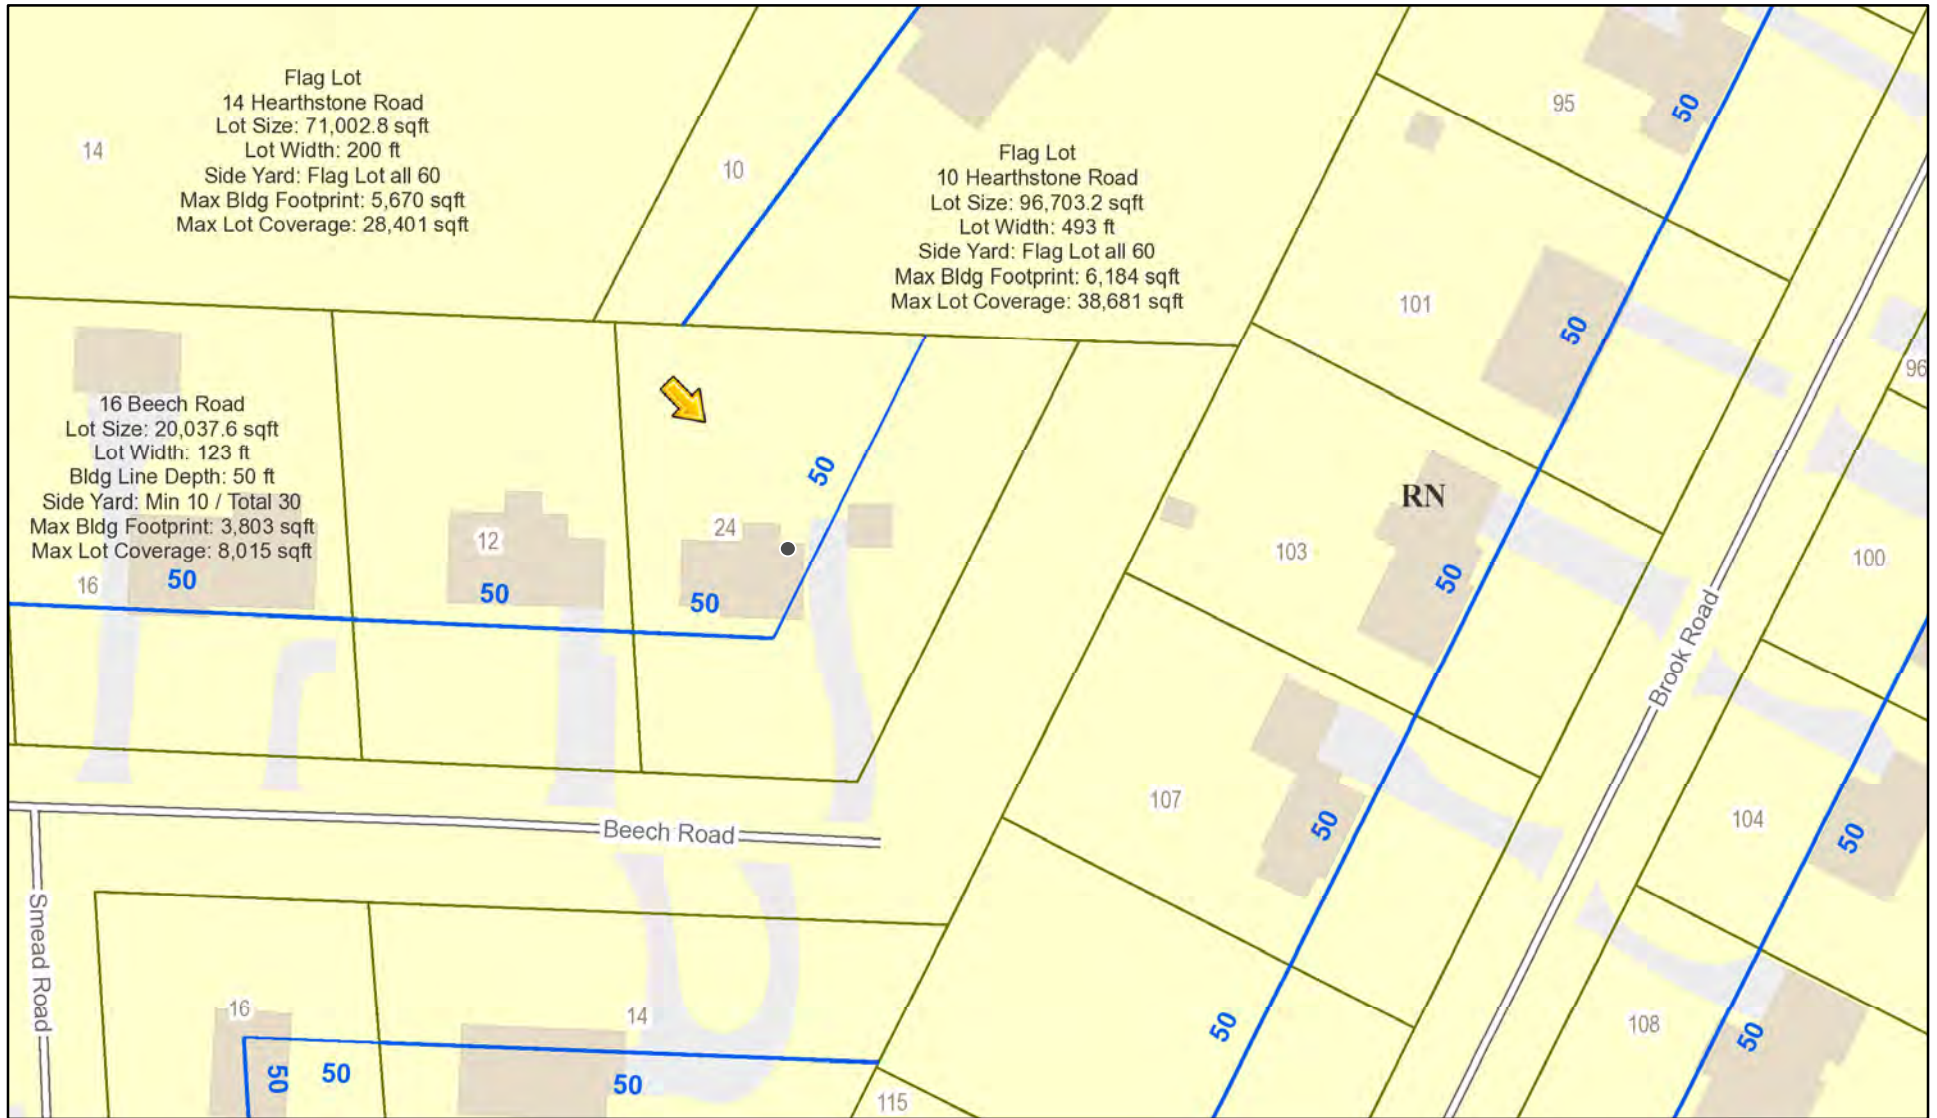 Flag Lot
14 Hearthstone Road
Lot Size: 71,002.8 sqft
Lot Width: 200 ft
Side Yard: Flag Lot all 60
Max Bldg Footprint: 5,670 sqft
Max Lot Coverage: 28,401 sqft
14
10
Flag Lot
10 Hearthstone Road
Lot Size: 96,703.2 sqft
Lot Width: 493 ft
Side Yard: Flag Lot all 60
Max Bldg Footprint: 6,184 sqft
Max Lot Coverage: 38,681 sqft
95
50
101
50
96
16 Beech Road
Lot Size: 20,037.6 sqft
Lot Width: 123 ft
Bldg Line Depth: 50 ft
Side Yard: Min 10 / Total 30
Max Bldg Footprint: 3,803 sqft
Max Lot Coverage: 8,015 sqft
16
50
12
50
24
50
50
RN
103
50
100
Brook Road
107
50
104
50
Beech Road
Smead Road
16
50
50
14
50
50
108
50
115